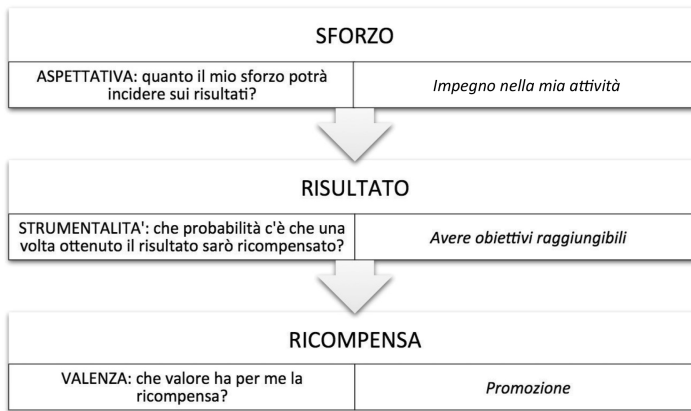 SFORZO
ASPETTATIVA: quanto il mio sforzo potrà
incidere sui risultati?
Impegno nella mia attività
RISULTATO
STRUMENTALITA': che probabilità c'è che una
volta ottenuto il risultato sarò ricompensato?
Avere obiettivi raggiungibili
RICOMPENSA
VALENZA: che valore ha per me la
ricompensa?
Promozione